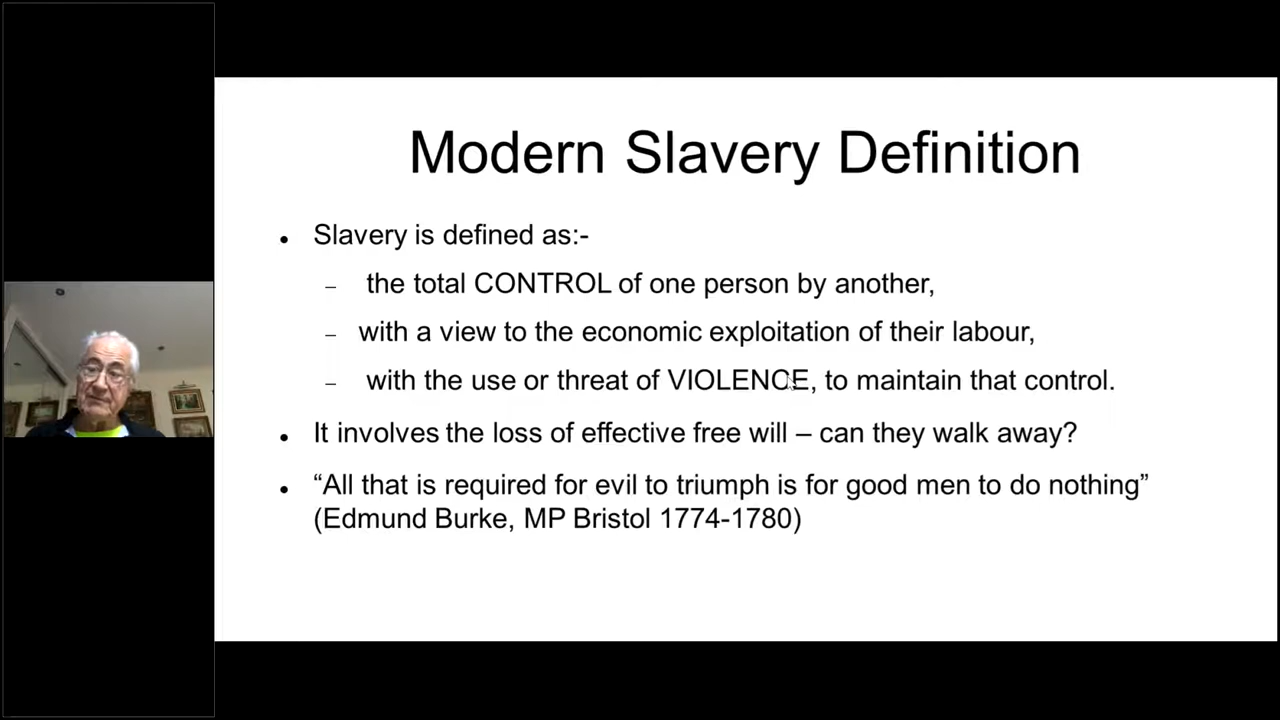 Modern Slavery Definition
● Slavery is defined as:-
– the total CONTROL of one person by another,
– with a view to the economic exploitation of their labour,
– with the use or threat of VIOLENCE, to maintain that control.
● It involves the loss of effective free will – can they walk away?
● “All that is required for evil to triumph is for good men to do nothing”
(Edmund Burke, MP Bristol 1774-1780)